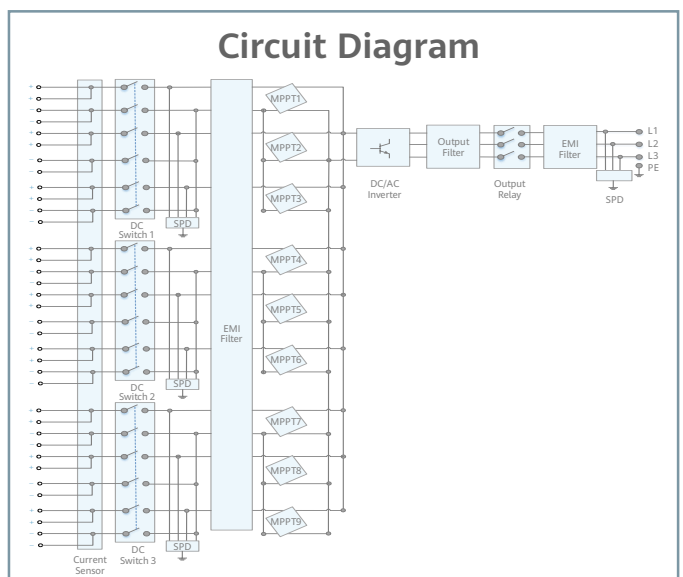 Circuit Diagram
MPPT1
MPPT2
MPPT3
DC
Switch 1
SPD
MPPT4
MPPT5
MPPT6
EMI
Filter
DC
Switch 2
SPD
MPPT7
MPPT8
MPPT9
Current
Sensor
DC
Switch 3
SPD
DC/AC
Inverter
Output
Filter
Output
Relay
EMI
Filter
L1
L2
L3
PE
SPD